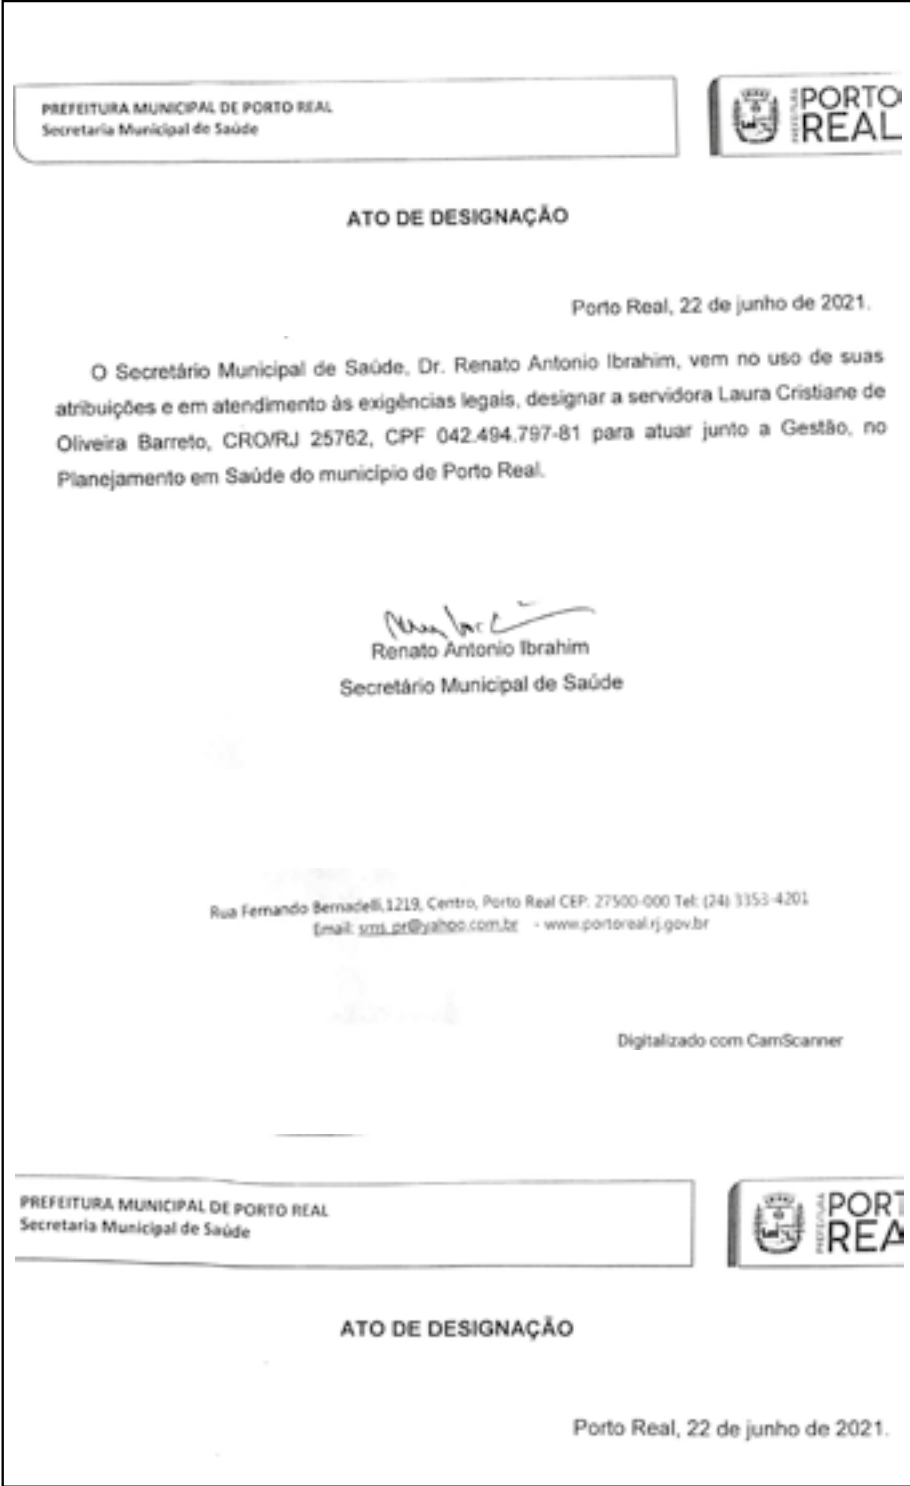 PREFEITURA MUNICIPAL DE PORTO REAL
Secretaria Municipal de Saúde
PREFEITURA
PORTO
REAL
ATO DE DESIGNAÇÃO
Porto Real, 22 de junho de 2021.
O Secretário Municipal de Saúde, Dr. Renato Antonio Ibrahim, vem no uso de suas
atribuições e em atendimento às exigências legais, designar a servidora Laura Cristiane de
Oliveira Barreto, CRO/RJ 25762, CPF 042.494.797-81 para atuar junto a Gestão, no
Planejamento em Saúde do município de Porto Real.
Renato Antonio Ibrahim
Secretário Municipal de Saúde
Rua Fernando Bernadelli,1219, Centro, Porto Real CEP: 27500-000 Tel: (24) 3353-4201
Email: sms_pr@yahoo.com.br - www.portoreal.rj.gov.br
Digitalizado com CamScanner
PREFEITURA MUNICIPAL DE PORTO REAL
Secretaria Municipal de Saúde
PREFEITURA
PORT
REA
ATO DE DESIGNAÇÃO
Porto Real, 22 de junho de 2021.